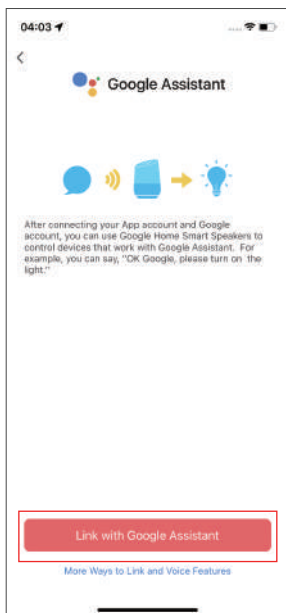 04:03
Google Assistant
After connecting your App account and Google
account, you can use Google Home Smart Speakers to
control devices that work with Google Assistant. For
example, you can say, "OK Google, please turn on the
light."
Link with Google Assistant
More Ways to Link and Voice Features